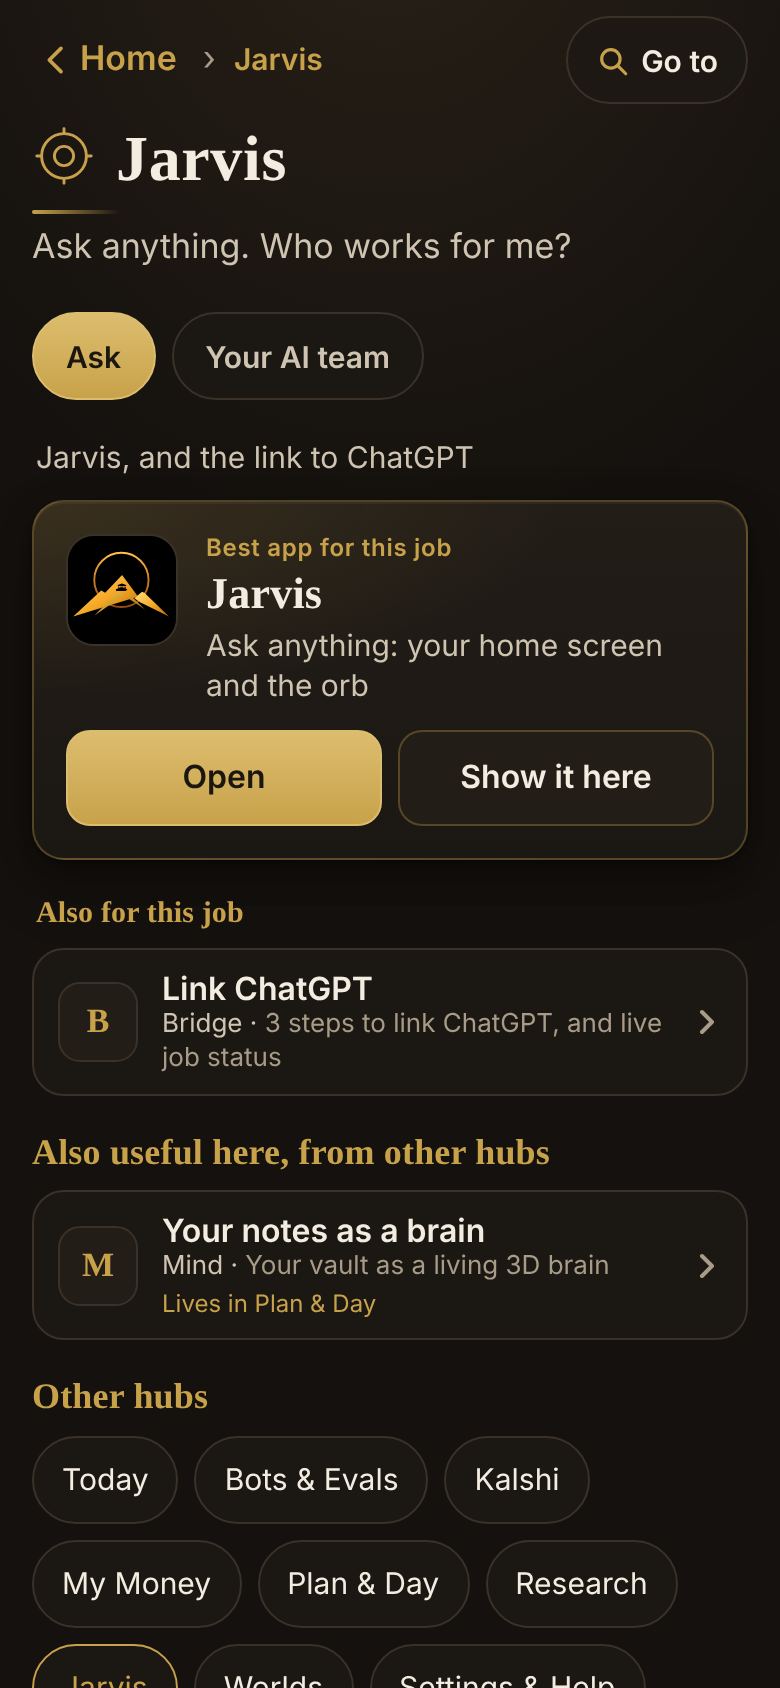 Home › Jarvis
Go to
Jarvis
Ask anything. Who works for me?
Ask
Your AI team
Jarvis, and the link to ChatGPT
Best app for this job
Jarvis
Ask anything: your home screen
and the orb
Open
Show it here
Also for this job
B
Link ChatGPT
Bridge · 3 steps to link ChatGPT, and live
job status
Also useful here, from other hubs
M
Your notes as a brain
Mind · Your vault as a living 3D brain
Lives in Plan & Day
Other hubs
Today
Bots & Evals
Kalshi
My Money
Plan & Day
Research
Jarvis
Worlds
Settings & Help